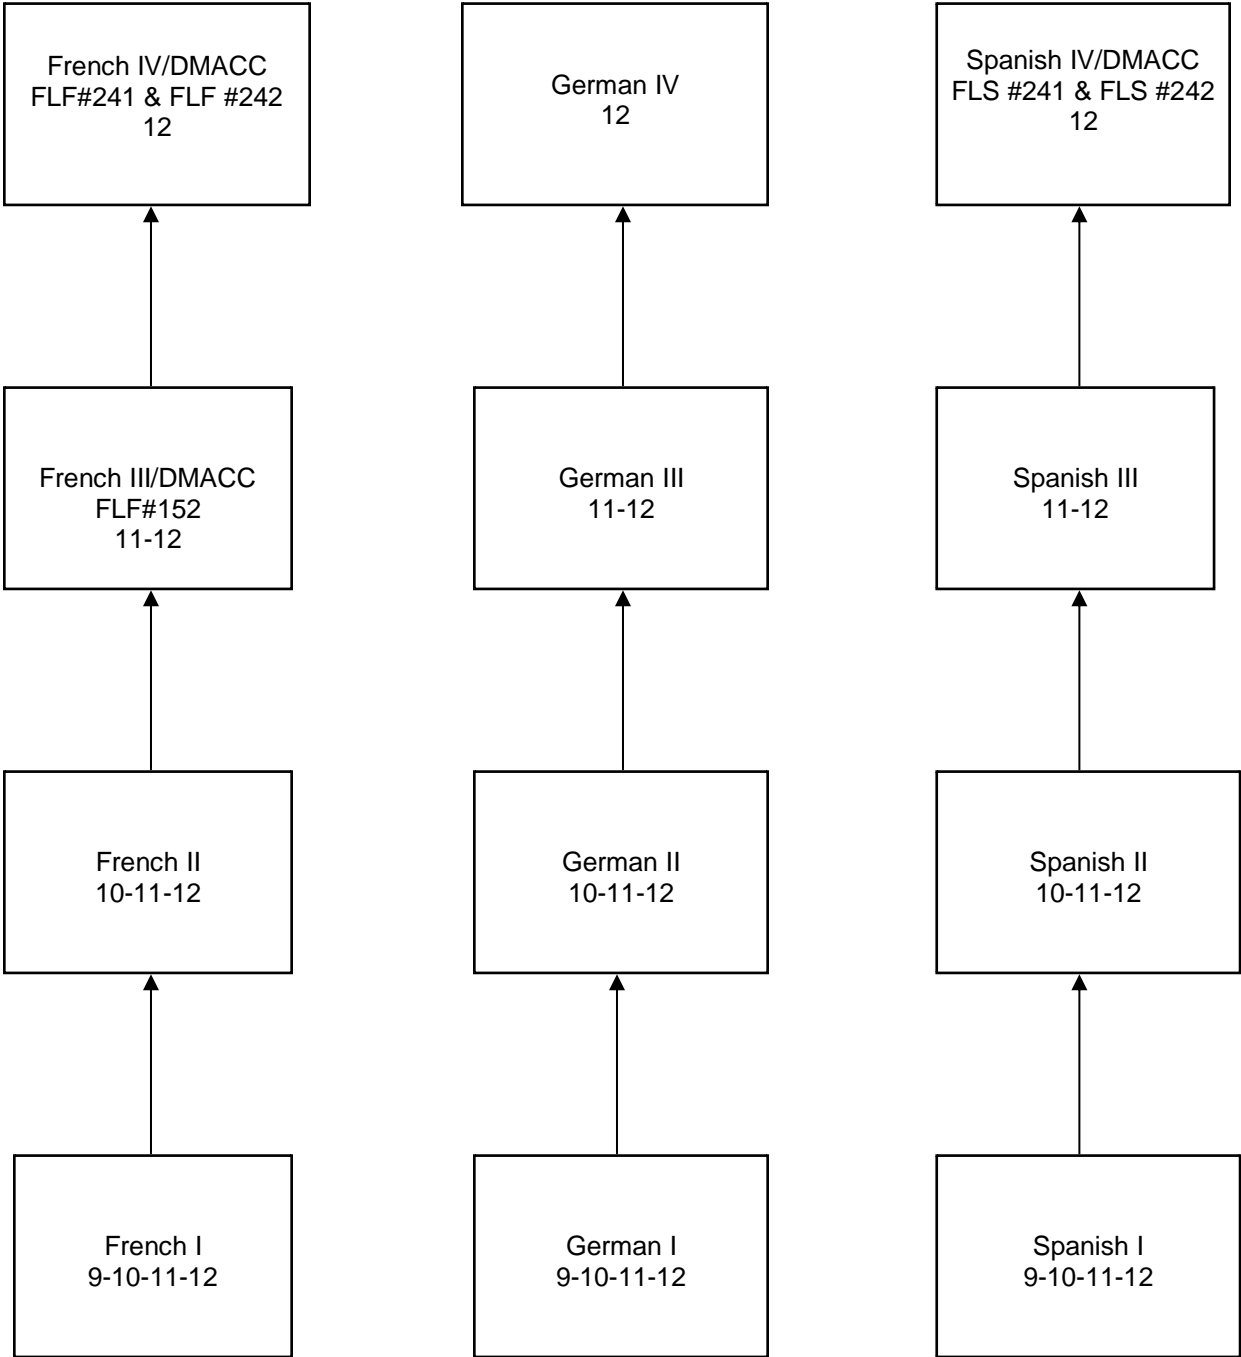 French IV/DMACC
FLF#241 & FLF #242
12
German IV
12
Spanish IV/DMACC
FLS #241 & FLS #242
12
French III/DMACC
FLF#152
11-12
German III
11-12
Spanish III
11-12
French II
10-11-12
German II
10-11-12
Spanish II
10-11-12
French I
9-10-11-12
German I
9-10-11-12
Spanish I
9-10-11-12